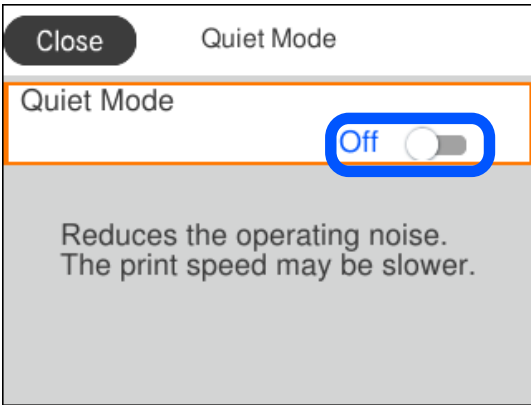 Close Quiet Mode
Quiet Mode
Off
Reduces the operating noise.
The print speed may be slower.